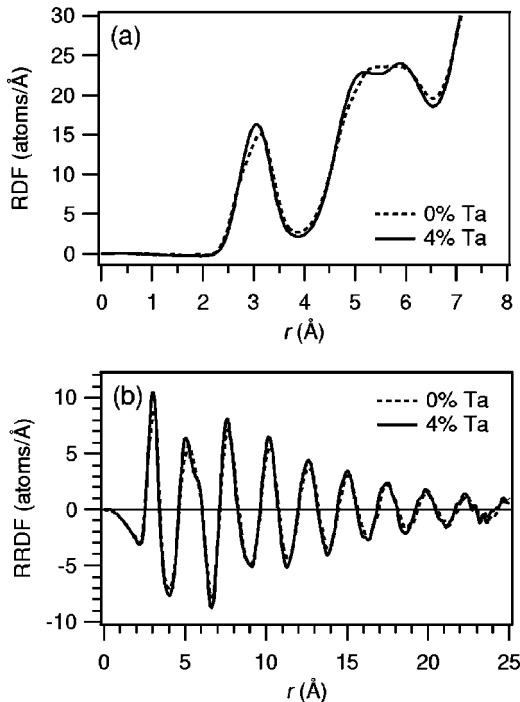 (a)
RDF (atoms/Å)
30
25
20
15
10
5
0
0% Ta
4% Ta
0 1 2 3 4 5 6 7 8
r (Å)
(b)
RRDF (atoms/Å)
10
5
0
-5
-10
0% Ta
4% Ta
0 5 10 15 20 25
r (Å)